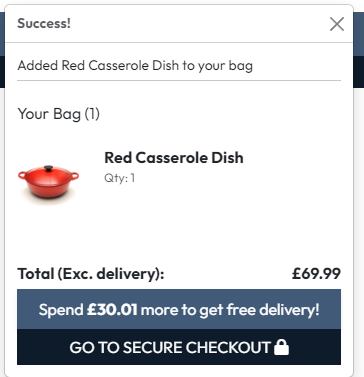 Success!
Added Red Casserole Dish to your bag
Your Bag (1)
Red Casserole Dish
Qty: 1
Total (Exc. delivery): £69.99
Spend £30.01 more to get free delivery!
GO TO SECURE CHECKOUT